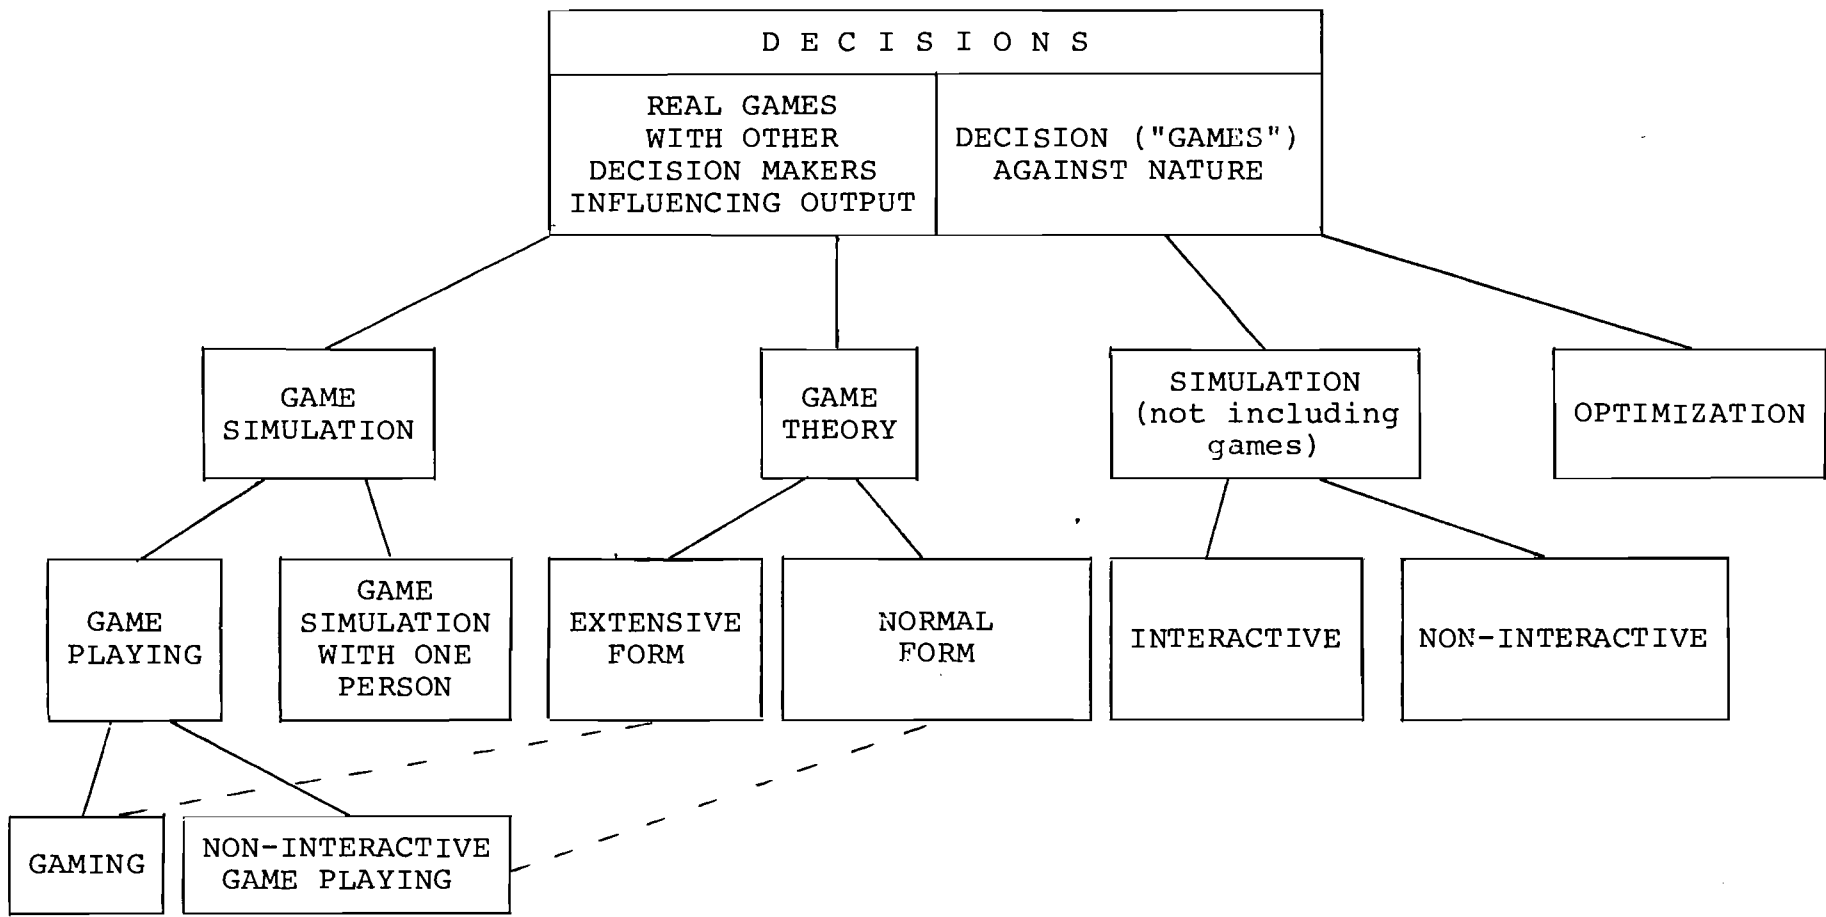 D E C I S I O N S
REAL GAMES
WITH OTHER
DECISION MAKERS
INFLUENCING OUTPUT
DECISION ("GAMES")
AGAINST NATURE
GAME
SIMULATION
GAME
THEORY
SIMULATION
(not including
games)
OPTIMIZATION
GAME
PLAYING
GAME
SIMULATION
WITH ONE
PERSON
EXTENSIVE
FORM
NORMAL
FORM
INTERACTIVE
NON-INTERACTIVE
GAMING
NON-INTERACTIVE
GAME PLAYING